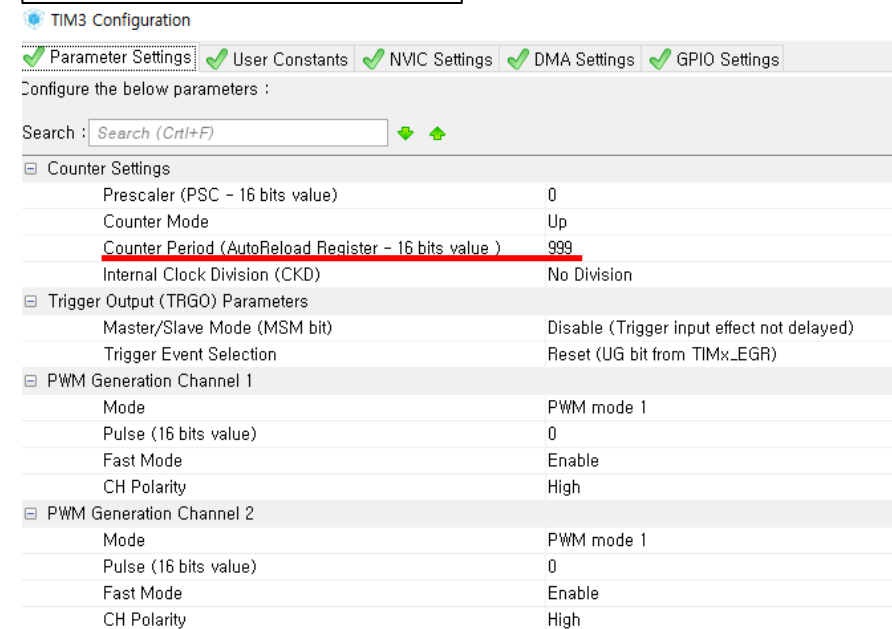 TIM3 Configuration
Parameter Settings User Constants NVIC Settings DMA Settings GPIO Settings
Configure the below parameters :
Search : Search (Crtl+F)
Counter Settings
Prescaler (PSC - 16 bits value) 0
Counter Mode Up
Counter Period (AutoReload Register - 16 bits value ) 999
Internal Clock Division (CKD) No Division
Trigger Output (TRGO) Parameters
Master/Slave Mode (MSM bit) Disable (Trigger input effect not delayed)
Trigger Event Selection Reset (UG bit from TIMx_EGR)
PWM Generation Channel 1
Mode PWM mode 1
Pulse (16 bits value) 0
Fast Mode Enable
CH Polarity High
PWM Generation Channel 2
Mode PWM mode 1
Pulse (16 bits value) 0
Fast Mode Enable
CH Polarity High